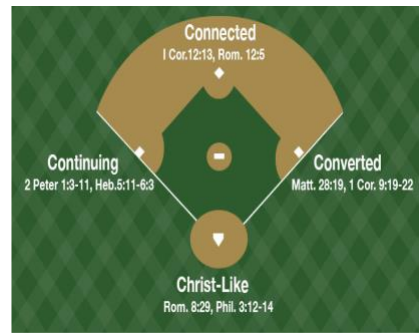 Connected
I Cor.12:13, Rom. 12:5
Continuing
2 Peter 1:3-11, Heb.5:11-6:3
Converted
Matt. 28:19, 1 Cor. 9:19-22
Christ-Like
Rom. 8:29, Phil. 3:12-14